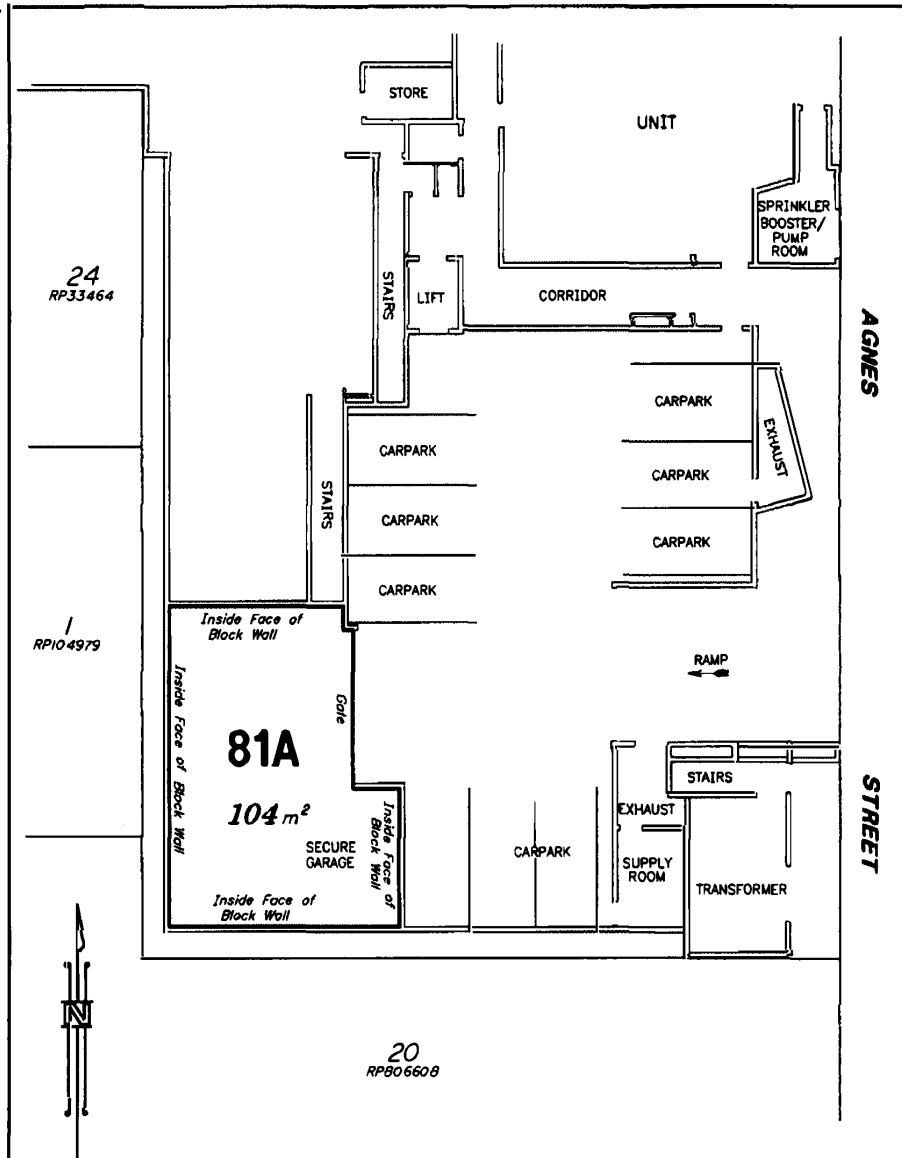 STORE
UNIT
SPRINKLER
BOOSTER/
PUMP
ROOM
24
RP33464
STAIRS
LIFT
CORRIDOR
AGNES
CARPARK
EXHAUST
CARPARK
CARPARK
STAIRS
CARPARK
CARPARK
CARPARK
1
RP104979
Inside Face of
Block Wall
Inside Face of Block Wall
Gate
RAMP
81A
104 m²
SECURE
GARAGE
Inside Face of
Block Wall
Inside Face of
Block Wall
STAIRS
EXHAUST
SUPPLY
ROOM
CARPARK
TRANSFORMER
STREET
N
20
RP806608